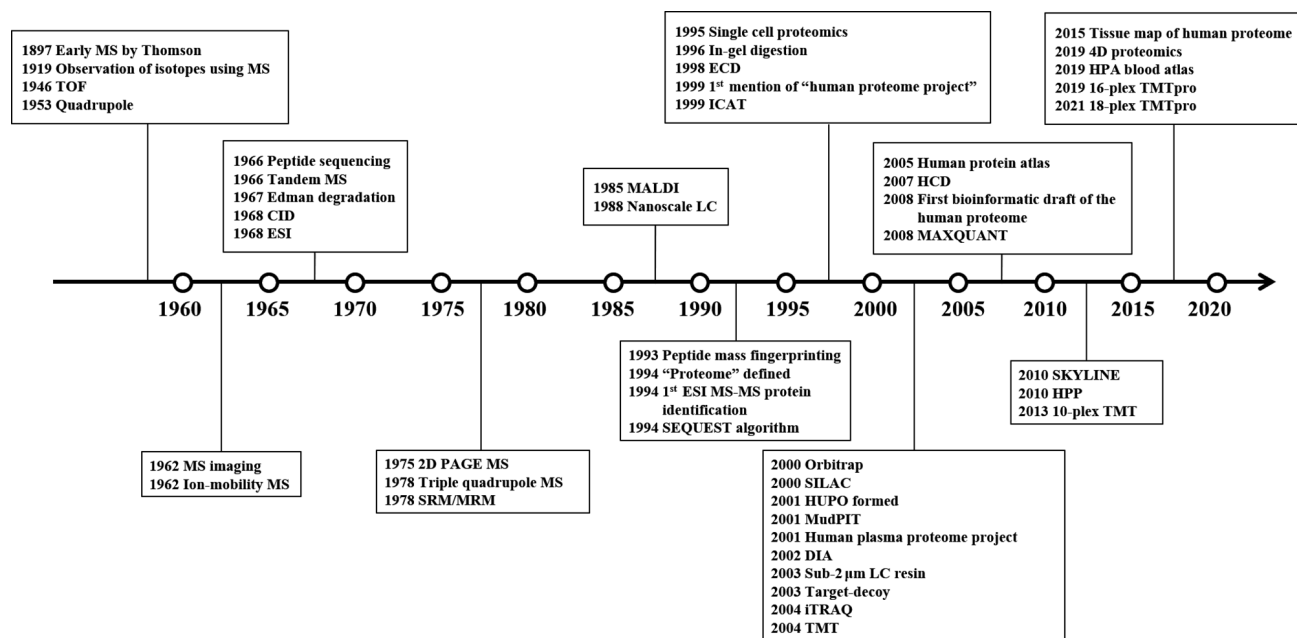 1897 Early MS by Thomson
1919 Observation of isotopes using MS
1946 TOF
1953 Quadrupole
1966 Peptide sequencing
1966 Tandem MS
1967 Edman degradation
1968 CID
1968 ESI
1985 MALDI
1988 Nanoscale LC
1995 Single cell proteomics
1996 In-gel digestion
1998 ECD
1999 1st mention of “human proteome project”
1999 ICAT
2005 Human protein atlas
2007 HCD
2008 First bioinformatic draft of the
human proteome
2008 MAXQUANT
2015 Tissue map of human proteome
2019 4D proteomics
2019 HPA blood atlas
2019 16-plex TMTpro
2021 18-plex TMTpro
1960 1965 1970 1975 1980 1985 1990 1995 2000 2005 2010 2015 2020
1962 MS imaging
1962 Ion-mobility MS
1975 2D PAGE MS
1978 Triple quadrupole MS
1978 SRM/MRM
1993 Peptide mass fingerprinting
1994 “Proteome” defined
1994 1st ESI MS-MS protein
identification
1994 SEQUEST algorithm
2000 Orbitrap
2000 SILAC
2001 HUPO formed
2001 MudPIT
2001 Human plasma proteome project
2002 DIA
2003 Sub-2 µm LC resin
2003 Target-decoy
2004 iTRAQ
2004 TMT
2010 SKYLINE
2010 HPP
2013 10-plex TMT